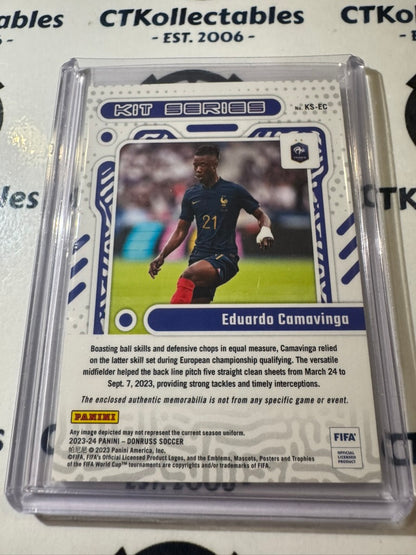 CTKollectables
- EST. 2006 -
KIT SERIES
No. KS-EC
21
Eduardo Camavinga
Boasting ball skills and defensive chops in equal measure, Camavinga relied
on the latter skill set during European championship qualifying. The versatile
midfielder helped the back line pitch five straight clean sheets from March 24 to
Sept. 7, 2023, providing strong tackles and timely interceptions.
The enclosed authentic memorabilia is not from any specific game or event.
PANINI
Any image depicted may not represent the current season uniform.
2023-24 PANINI – DONRUSS SOCCER
帕尼尼 © 2023 Panini America, Inc.
© FIFA, FIFA's Official Licensed Product Logos, and the Emblems, Mascots, Posters and Trophies
of the FIFA World Cup™ tournaments are copyrights and/or trademarks of FIFA.
FIFA
OFFICIAL
LICENSED
PRODUCT